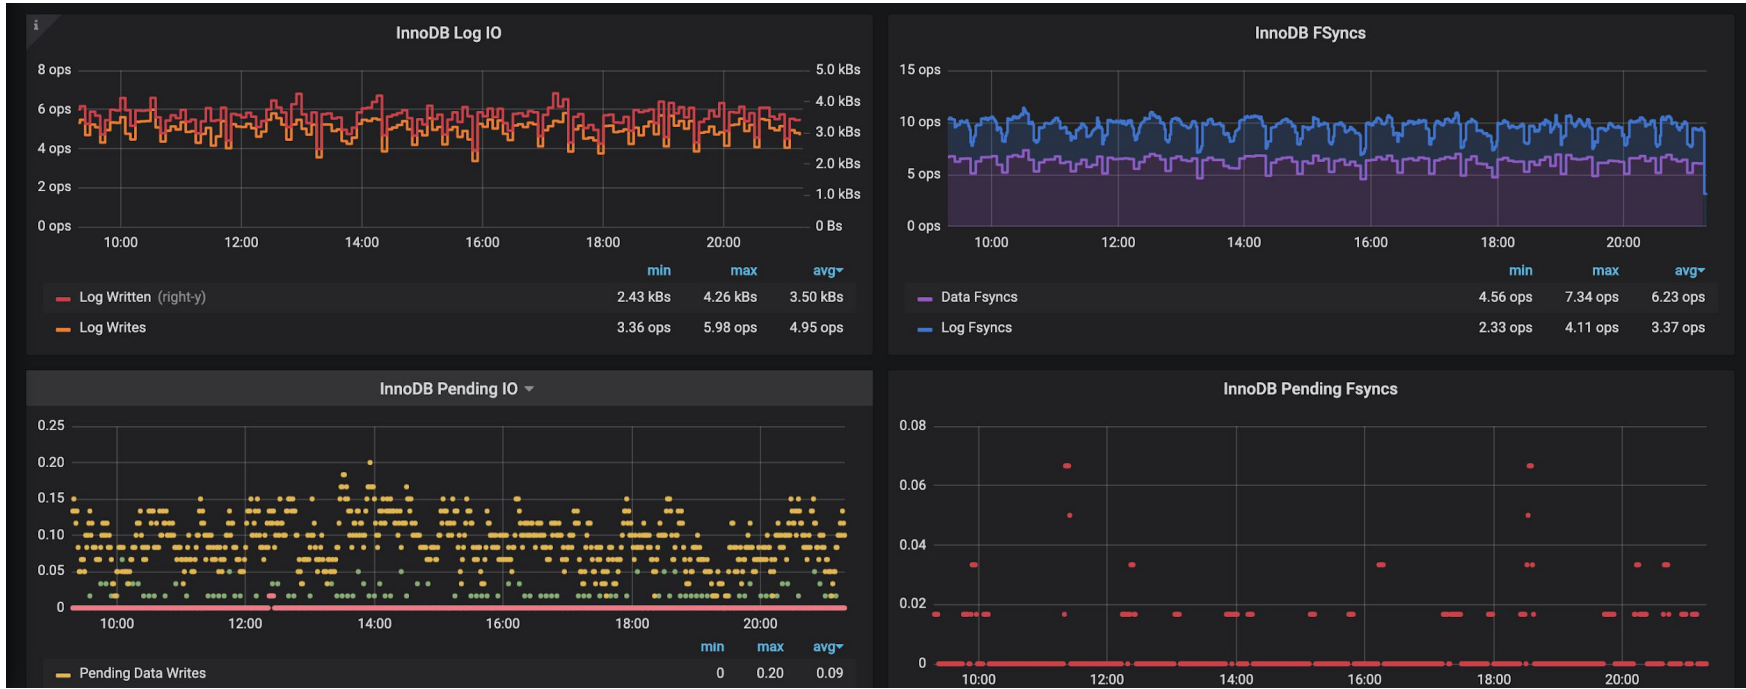 i
InnoDB Log IO
8 ops
6 ops
4 ops
2 ops
0 ops
5.0 kBs
4.0 kBs
3.0 kBs
2.0 kBs
1.0 kBs
0 Bs
10:00 12:00 14:00 16:00 18:00 20:00
min max avg
Log Written (right-y) 2.43 kBs 4.26 kBs 3.50 kBs
Log Writes 3.36 ops 5.98 ops 4.95 ops
InnoDB FSyncs
15 ops
10 ops
5 ops
0 ops
10:00 12:00 14:00 16:00 18:00 20:00
min max avg
Data Fsyncs 4.56 ops 7.34 ops 6.23 ops
Log Fsyncs 2.33 ops 4.11 ops 3.37 ops
InnoDB Pending IO
0.25
0.20
0.15
0.10
0.05
0
10:00 12:00 14:00 16:00 18:00 20:00
min max avg
Pending Data Writes 0 0.20 0.09
InnoDB Pending Fsyncs
0.08
0.06
0.04
0.02
0
10:00 12:00 14:00 16:00 18:00 20:00